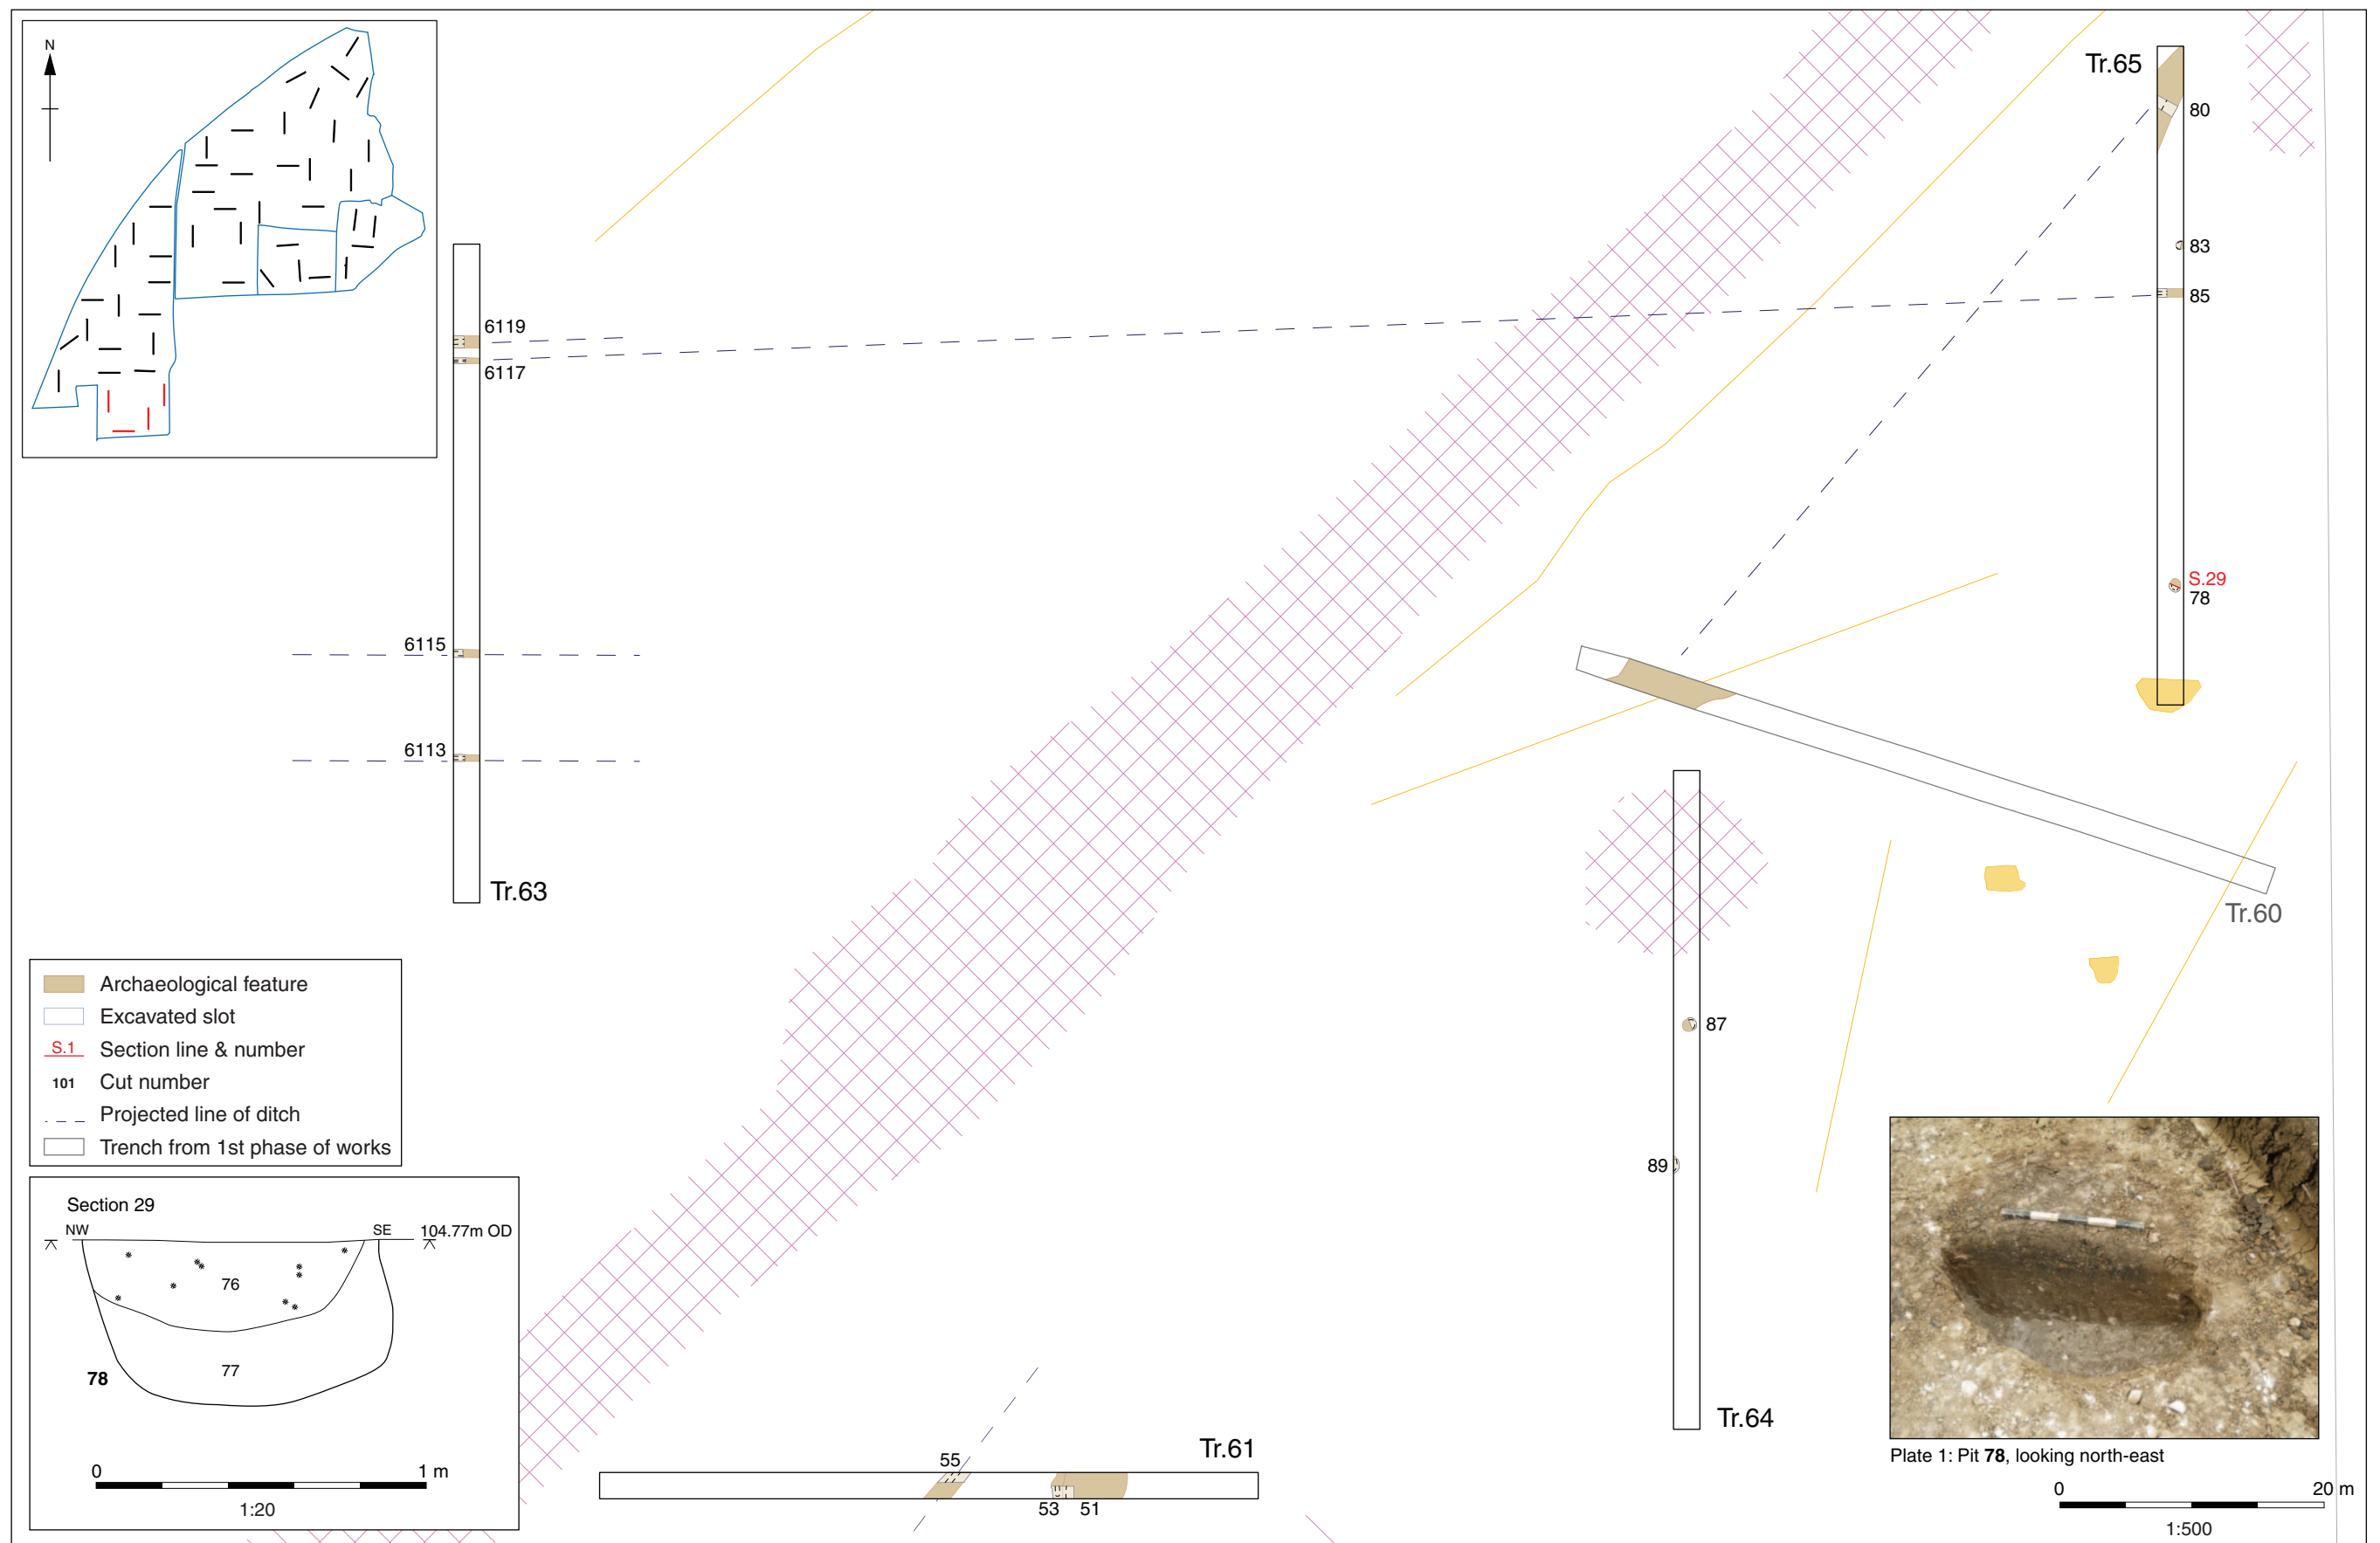 N
Tr.65
80
83
85
6119
6117
S.29
78
6115
6113
Tr.63
Tr.60
Archaeological feature
Excavated slot
S.1 Section line & number
101 Cut number
Projected line of ditch
Trench from 1st phase of works
87
89
Tr.64
Section 29
NW SE 104.77m OD
76
77
78
0 1 m
1:20
Tr.61
55
53 51
Plate 1: Pit 78, looking north-east
0 20 m
1:500